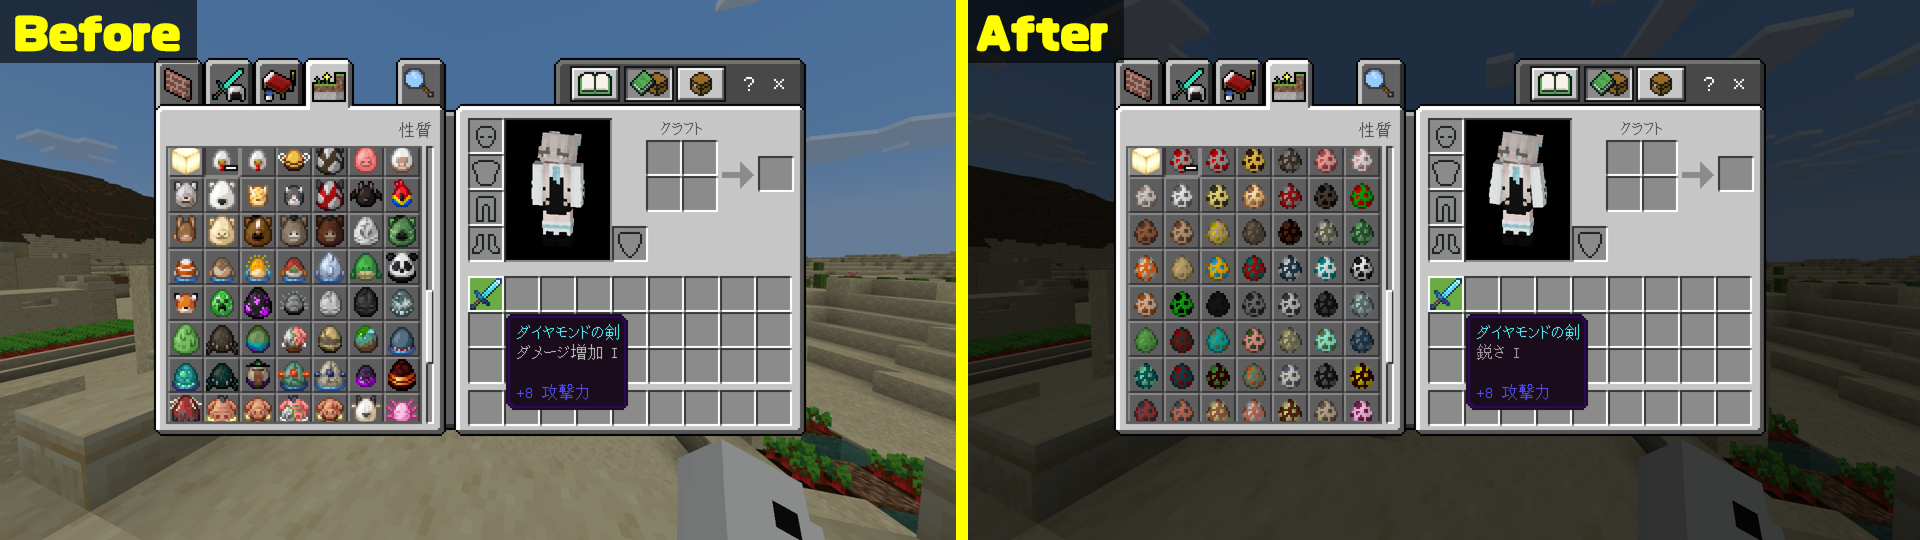 Before
性質
? ×
クラフト
ダイヤモンドの剣
ダメージ増加 I
+8 攻撃力
After
性質
? ×
クラフト
ダイヤモンドの剣
鋭さ I
+8 攻撃力